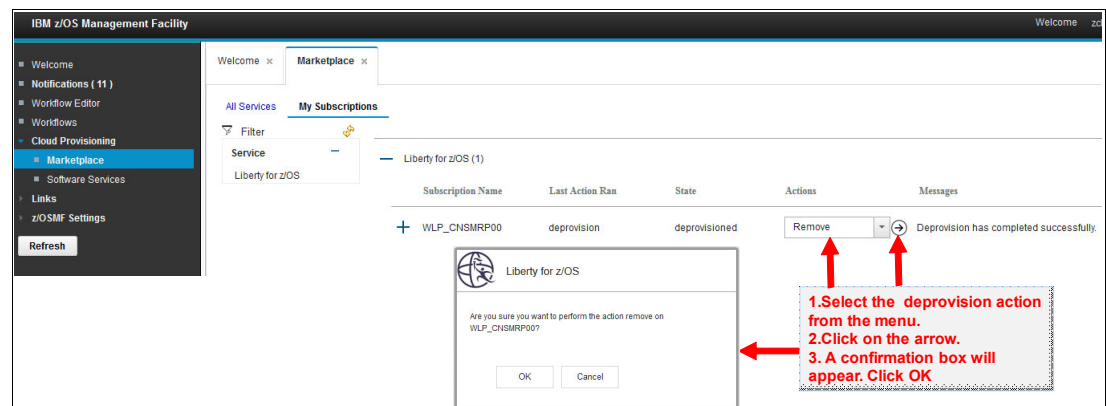 IBM z/OS Management Facility
Welcome
Welcome
Notifications ( 11 )
Workflow Editor
Workflows
Cloud Provisioning
Marketplace
Software Services
Links
z/OSMF Settings
Refresh
Welcome ×
Marketplace ×
All Services
My Subscriptions
Filter
Service
Liberty for z/OS
Liberty for z/OS (1)
Subscription Name Last Action Ran State Actions Messages
WLP_CNSMRP00 deprovision deprovisioned Remove Deprovision has completed successfully.
Liberty for z/OS
Are you sure you want to perform the action remove on
WLP_CNSMRP00?
OK Cancel
1.Select the deprovision action
from the menu.
2.Click on the arrow.
3. A confirmation box will
appear. Click OK